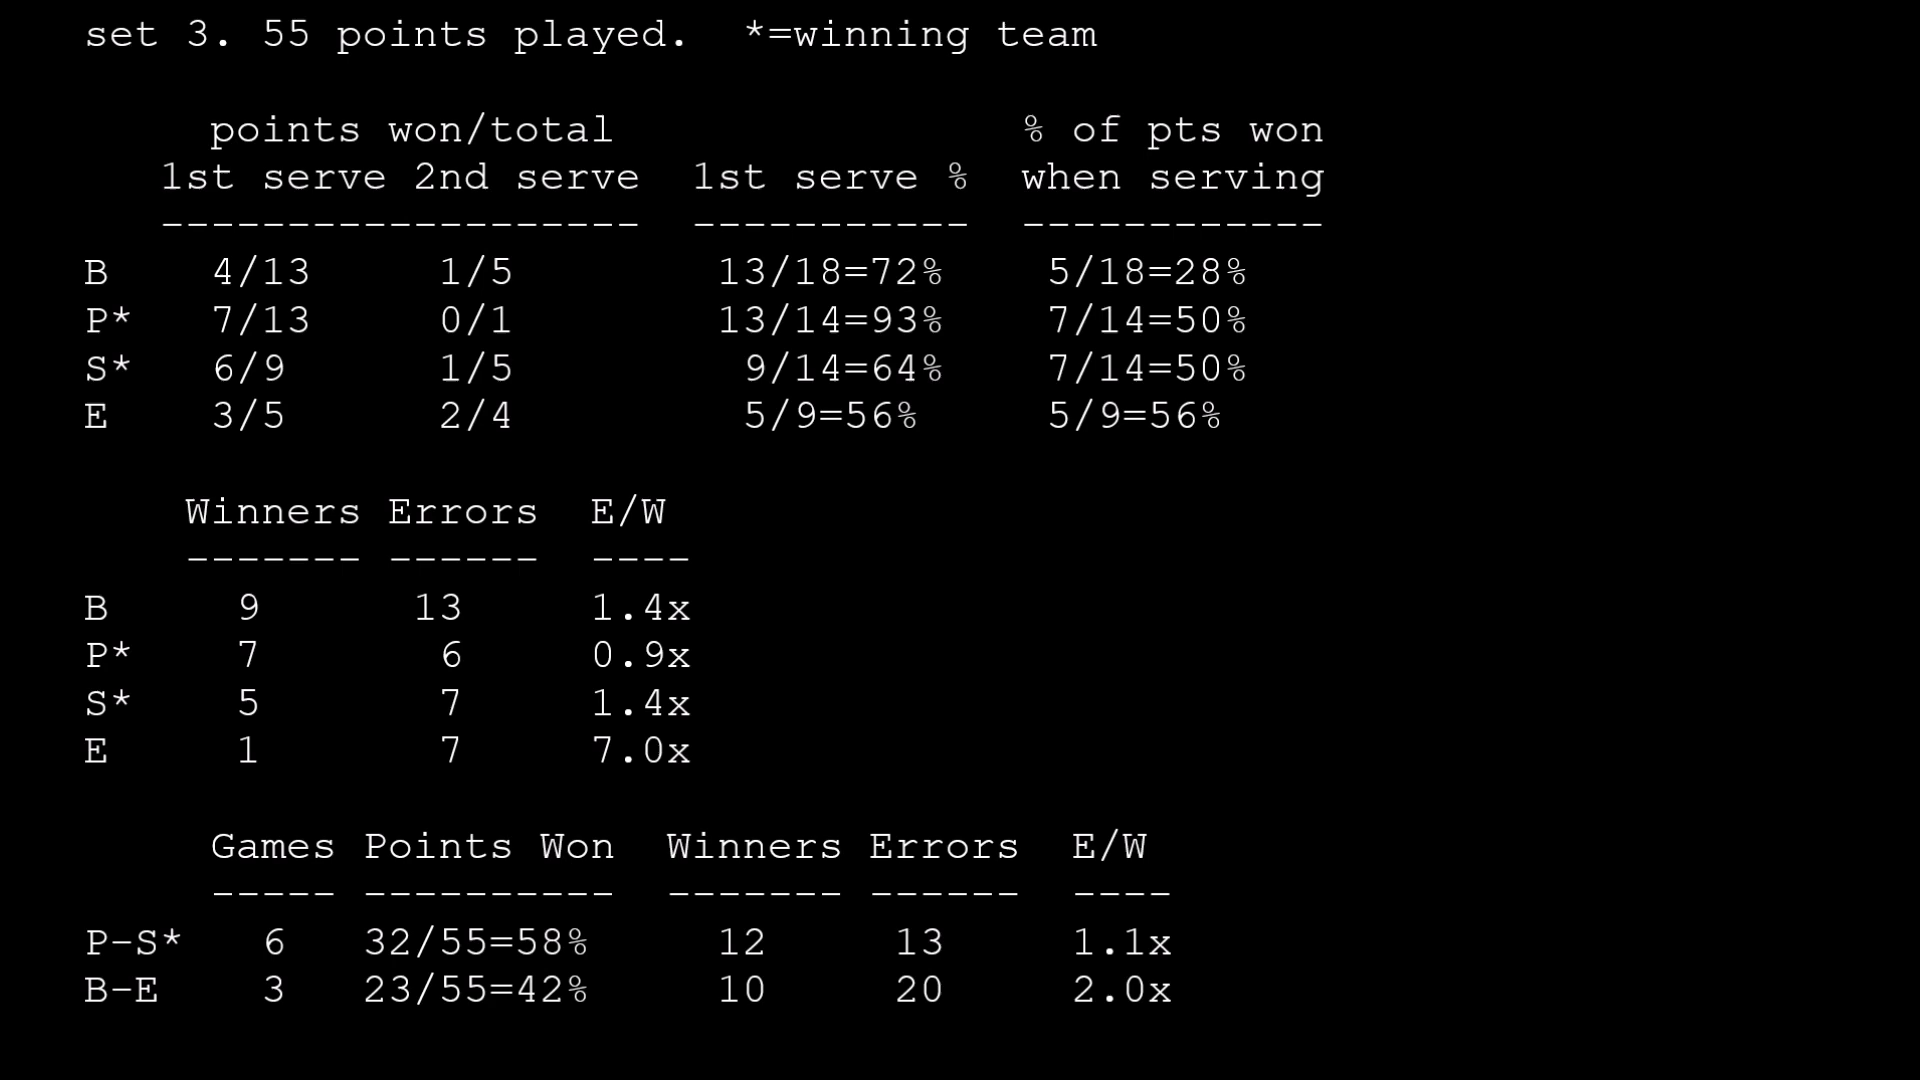 set 3. 55 points played.  *=winning team
points won/total                % of pts won
1st serve 2nd serve  1st serve %  when serving
-------------------  -----------  ------------
B    4/13     1/5        13/18=72%    5/18=28%
P*   7/13     0/1        13/14=93%    7/14=50%
S*   6/9      1/5         9/14=64%    7/14=50%
E    3/5      2/4         5/9=56%     5/9=56%
Winners Errors  E/W
------- ------  ----
B     9      13     1.4x
P*    7       6     0.9x
S*    5       7     1.4x
E     1       7     7.0x
Games Points Won  Winners Errors  E/W
----- ----------  ------- ------  ----
P-S*   6   32/55=58%     12     13     1.1x
B-E    3   23/55=42%     10     20     2.0x